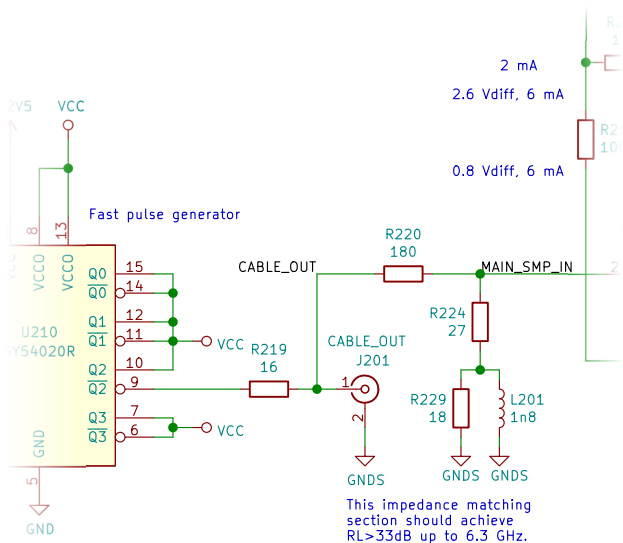 2 mA
2.6 Vdiff, 6 mA
0.8 Vdiff, 6 mA
2V5
VCC
Fast pulse generator
8
13
VCCO
VCCO
15
Q0
14
Q0
12
Q1
11
Q1
VCC
10
Q2
9
Q2
7
Q3
6
Q3
VCC
U210
SY54020R
GND
5
GND
R219
16
CABLE_OUT
R220
180
MAIN_SMP_IN
2
CABLE_OUT
J201
1
2
GNDS
R224
27
R229
18
L201
1n8
GNDS
GNDS
This impedance matching
section should achieve
RL>33dB up to 6.3 GHz.